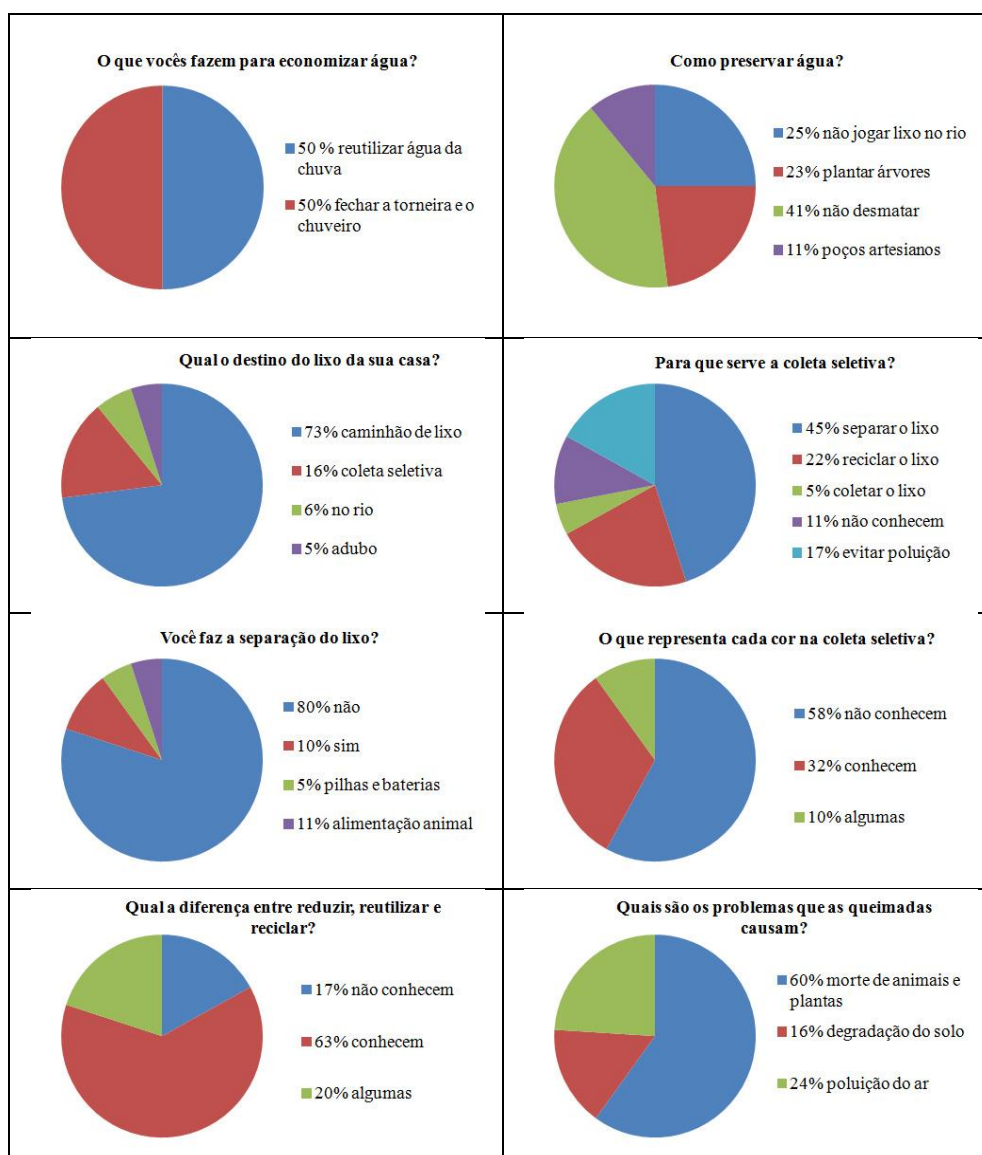 O que vocês fazem para economizar água?
50 % reutilizar água da
chuva
50% fechar a torneira e o
chuveiro
Como preservar água?
25% não jogar lixo no rio
23% plantar árvores
41% não desmatar
11% poços artesianos
Qual o destino do lixo da sua casa?
73% caminhão de lixo
16% coleta seletiva
6% no rio
5% adubo
Para que serve a coleta seletiva?
45% separar o lixo
22% reciclar o lixo
5% coletar o lixo
11% não conhecem
17% evitar poluição
Você faz a separação do lixo?
80% não
10% sim
5% pilhas e baterias
11% alimentação animal
O que representa cada cor na coleta seletiva?
58% não conhecem
32% conhecem
10% algumas
Qual a diferença entre reduzir, reutilizar e
reciclar?
17% não conhecem
63% conhecem
20% algumas
Quais são os problemas que as queimadas
causam?
60% morte de animais e
plantas
16% degradação do solo
24% poluição do ar